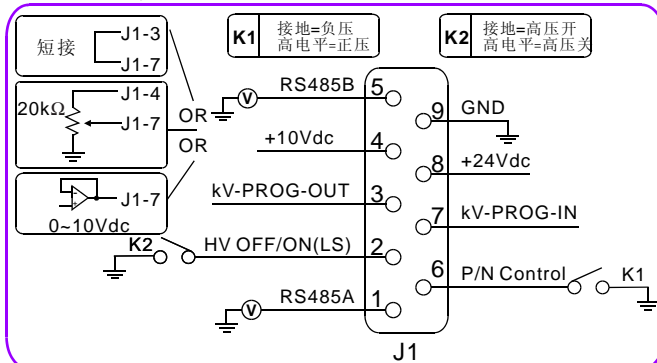 短接
J1-3
J1-7
20kΩ
J1-4
J1-7
OR
OR
J1-7
0~10Vdc
K1
接地=负压
高电平=正压
K2
接地=高压开
高电平=高压关
RS485B
V
5
+10Vdc
4
kV-PROG-OUT
3
K2
HV OFF/ON(LS)
2
RS485A
V
1
9
GND
8
+24Vdc
7
kV-PROG-IN
6
P/N Control
K1
J1